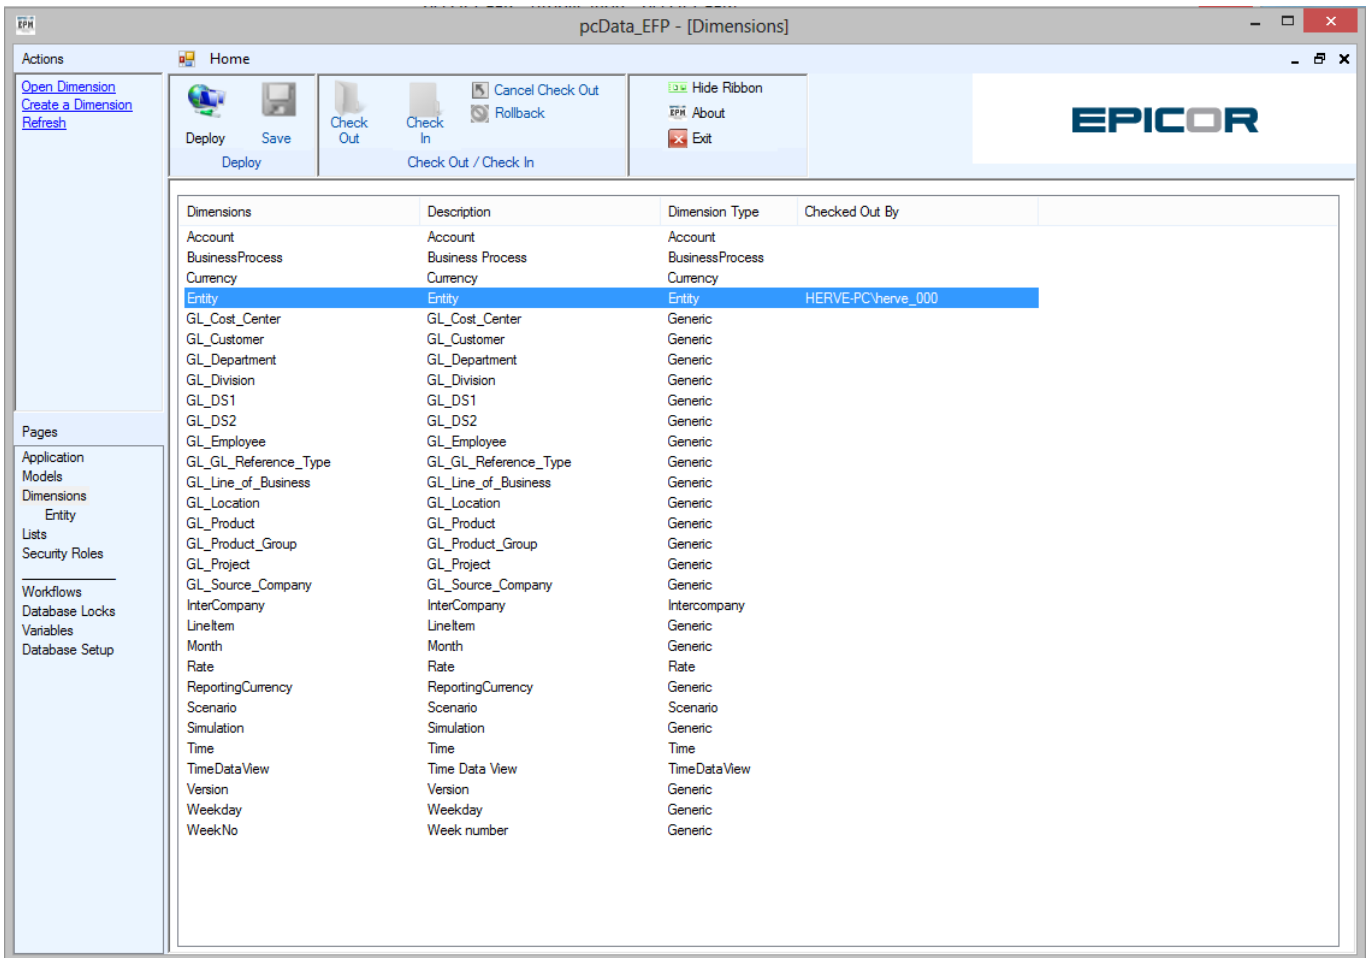 EPM
pcData_EFP - [Dimensions]
Actions
Home
Open Dimension
Create a Dimension
Refresh
Deploy
Save
Deploy
Check Out
Check In
Cancel Check Out
Rollback
Check Out / Check In
Hide Ribbon
EPM About
Exit
EPICOR
Pages
Application
Models
Dimensions
Entity
Lists
Security Roles
Workflows
Database Locks
Variables
Database Setup
Dimensions Description Dimension Type Checked Out By
Account Account Account
BusinessProcess Business Process BusinessProcess
Currency Currency Currency
Entity Entity Entity HERVE-PC\herve_000
GL_Cost_Center GL_Cost_Center Generic
GL_Customer GL_Customer Generic
GL_Department GL_Department Generic
GL_Division GL_Division Generic
GL_DS1 GL_DS1 Generic
GL_DS2 GL_DS2 Generic
GL_Employee GL_Employee Generic
GL_GL_Reference_Type GL_GL_Reference_Type Generic
GL_Line_of_Business GL_Line_of_Business Generic
GL_Location GL_Location Generic
GL_Product GL_Product Generic
GL_Product_Group GL_Product_Group Generic
GL_Project GL_Project Generic
GL_Source_Company GL_Source_Company Generic
InterCompany InterCompany Intercompany
LineItem LineItem Generic
Month Month Generic
Rate Rate Rate
ReportingCurrency ReportingCurrency Generic
Scenario Scenario Scenario
Simulation Simulation Generic
Time Time Time
TimeDataView Time Data View TimeDataView
Version Version Generic
Weekday Weekday Generic
WeekNo Week number Generic